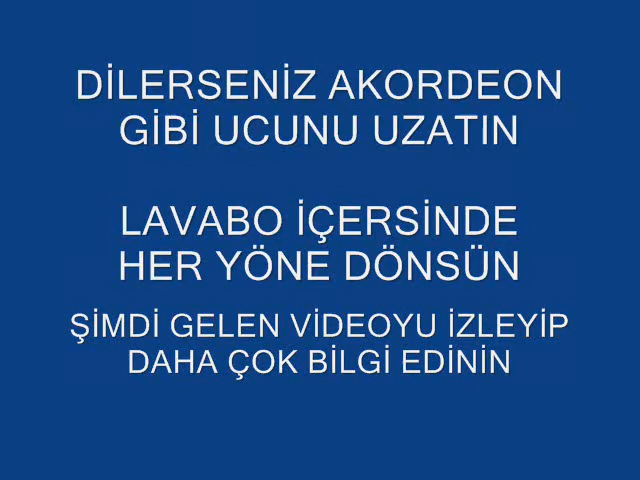 DİLERSENİZ AKORDEON
GİBİ UCUNU UZATIN
LAVABO İÇERSİNDE
HER YÖNE DÖNSÜN
ŞİMDİ GELEN VİDEOYU İZLEYİP
DAHA ÇOK BİLGİ EDİNİN